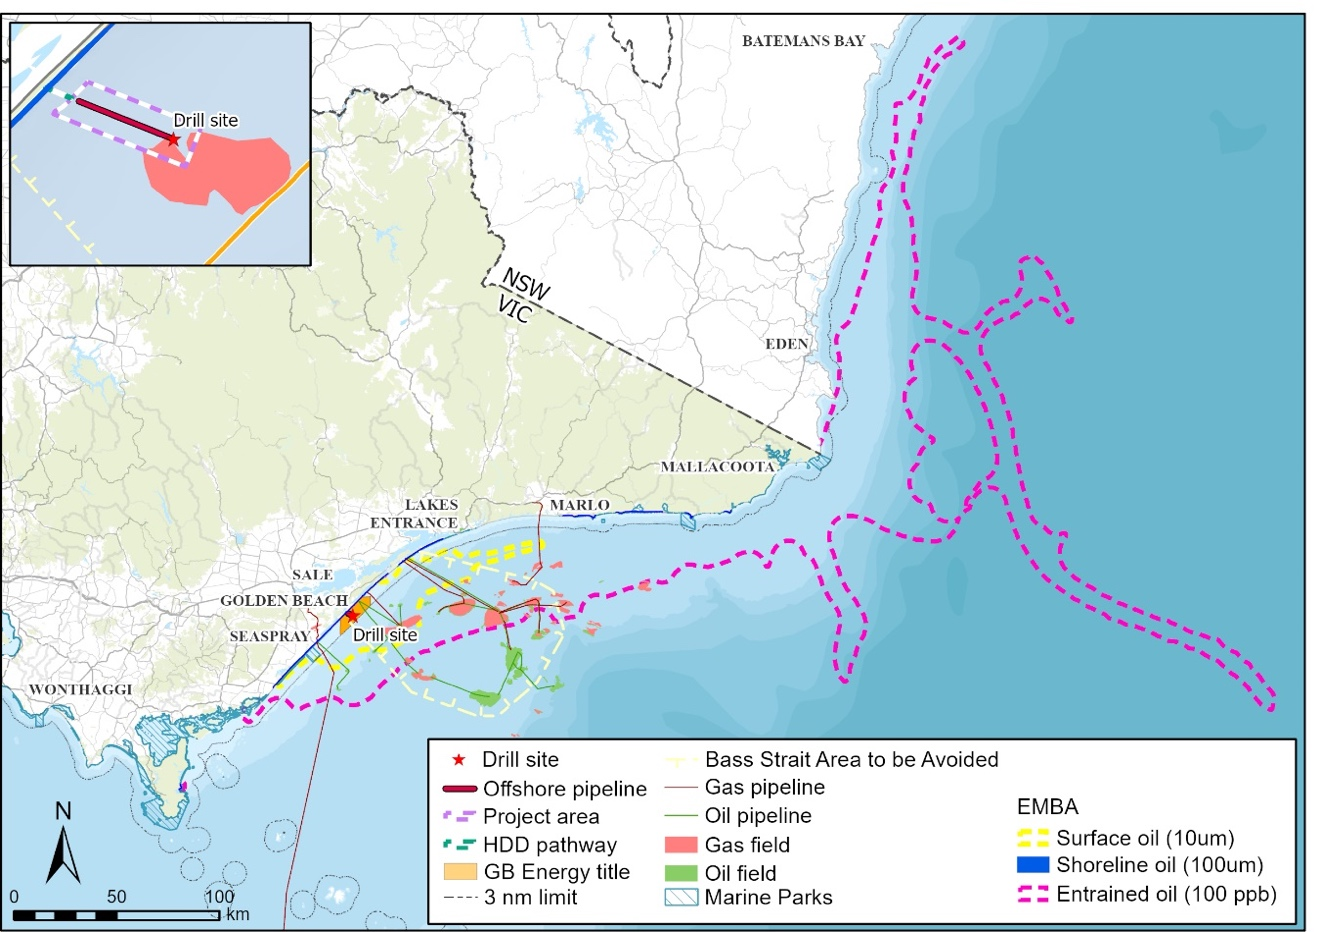 BATEMANS BAY
Drill site
NSW
VIC
EDEN
MALLACOOTA
LAKES
ENTRANCE
MARLO
SALE
GOLDEN BEACH
SEASPRAY
Drill site
WONTHAGGI
N
0 50 100
km
Drill site
Offshore pipeline
Project area
HDD pathway
GB Energy title
3 nm limit
Bass Strait Area to be Avoided
Gas pipeline
Oil pipeline
Gas field
Oil field
Marine Parks
EMBA
Surface oil (10um)
Shoreline oil (100um)
Entrained oil (100 ppb)